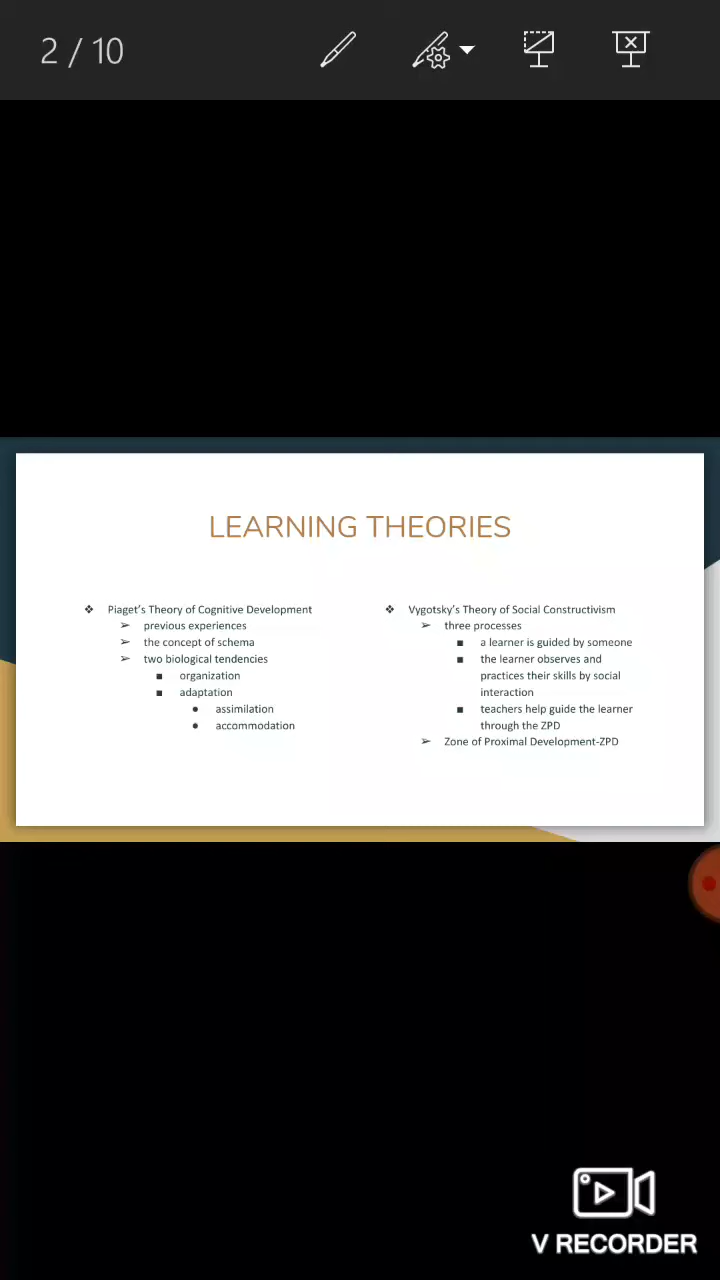 2 / 10
LEARNING THEORIES
❖ Piaget's Theory of Cognitive Development
➢ previous experiences
➢ the concept of schema
➢ two biological tendencies
■ organization
■ adaptation
● assimilation
● accommodation
❖ Vygotsky's Theory of Social Constructivism
➢ three processes
■ a learner is guided by someone
■ the learner observes and
practices their skills by social
interaction
■ teachers help guide the learner
through the ZPD
➢ Zone of Proximal Development-ZPD
V RECORDER